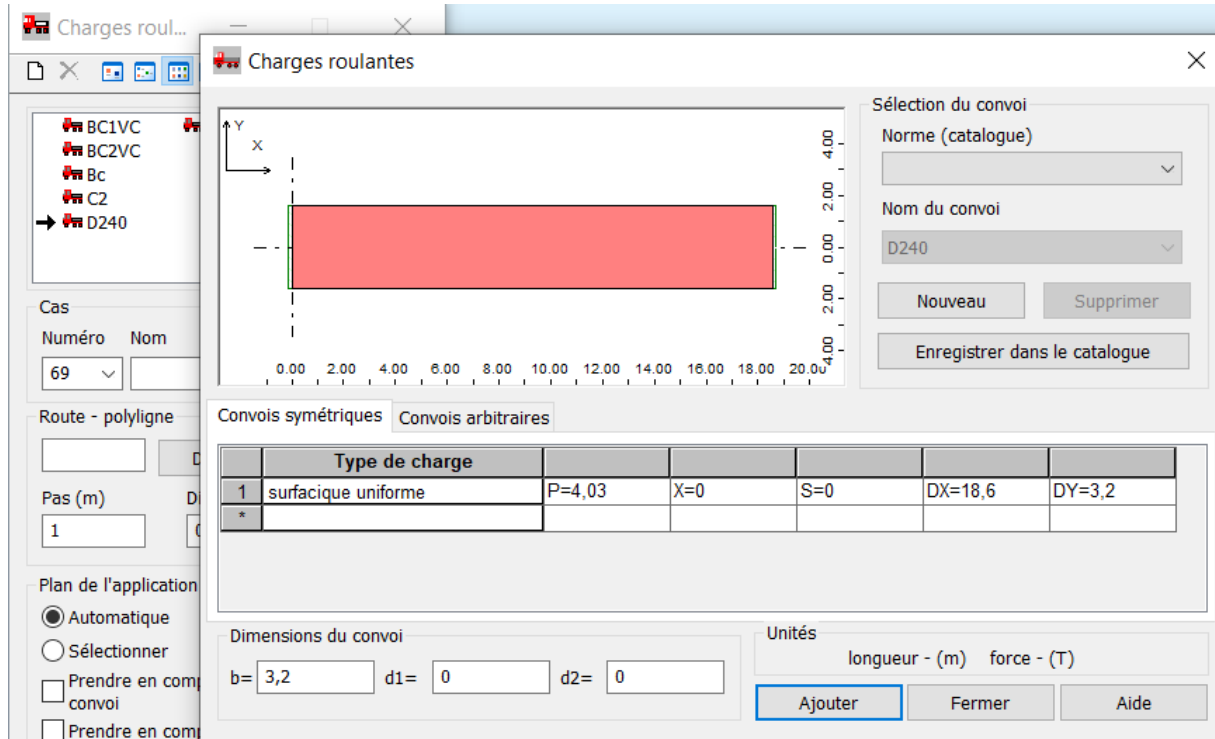 Charges roul...
BC1VC
BC2VC
Bc
C2
D240
Cas
Numéro Nom
69
Route - polyligne
D
Pas (m) Di
1
Plan de l'application
Automatique
Sélectionner
Prendre en comp
convoi
Prendre en comp
Charges roulantes
Y
X
4.00
2.00
0.00
2.00
4.00
0.00 2.00 4.00 6.00 8.00 10.00 12.00 14.00 16.00 18.00 20.0
Sélection du convoi
Norme (catalogue)
Nom du convoi
D240
Nouveau Supprimer
Enregistrer dans le catalogue
Convois symétriques Convois arbitraires
Type de charge
1 surfacique uniforme P=4,03 X=0 S=0 DX=18,6 DY=3,2
*
Dimensions du convoi
b= 3,2 d1= 0 d2= 0
Unités
longueur - (m) force - (T)
Ajouter Fermer Aide